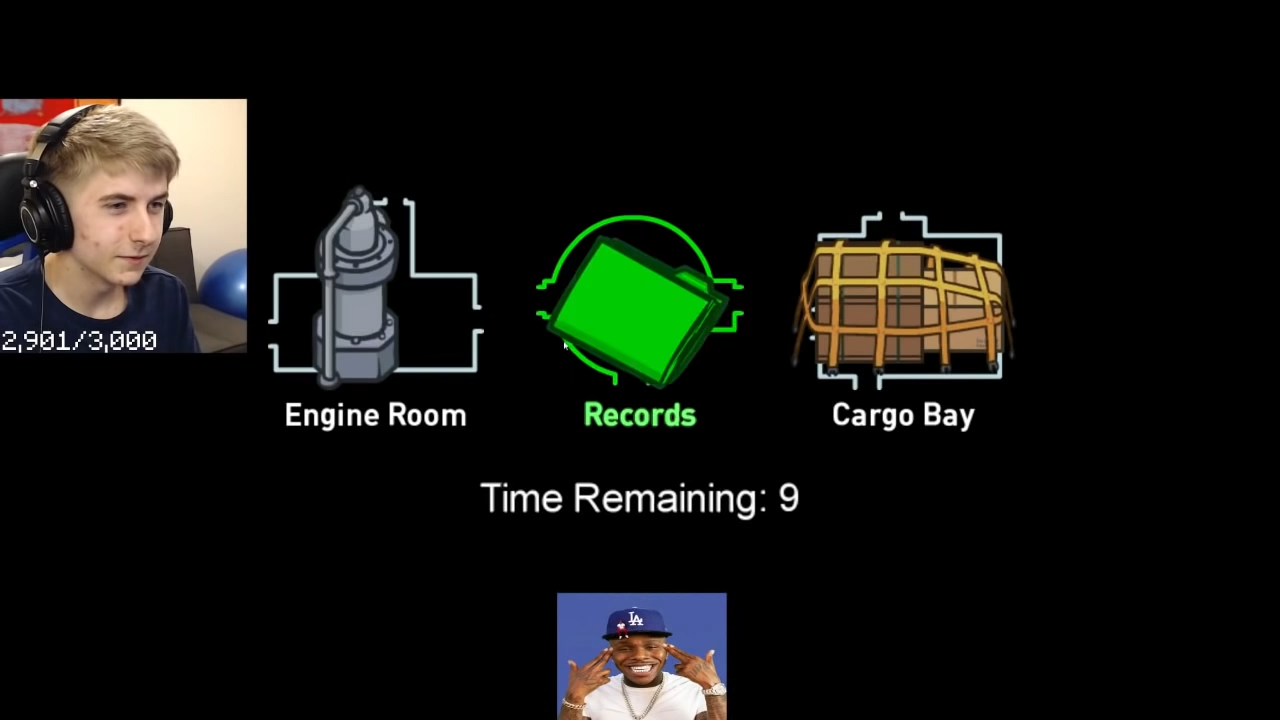 2,901/3,000
Engine Room
Records
Cargo Bay
Time Remaining: 9
LA